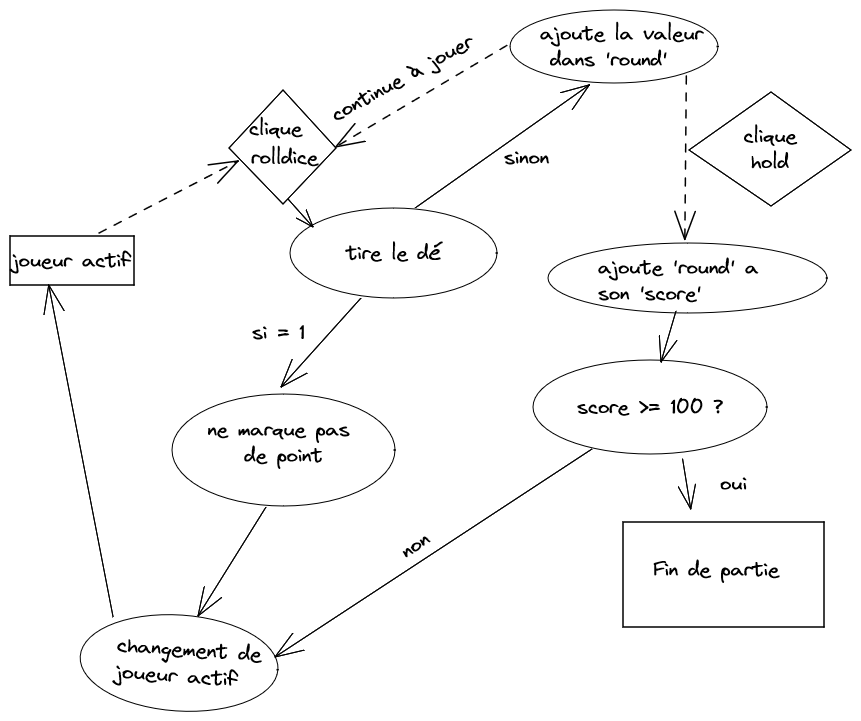 ajoute la valeur
dans 'round'
continue à jouer
clique
rolldice
clique
hold
sinon
joueur actif
tire le dé
ajoute 'round' a
son 'score'
si = 1
score >= 100 ?
ne marque pas
de point
oui
non
Fin de partie
changement de
joueur actif